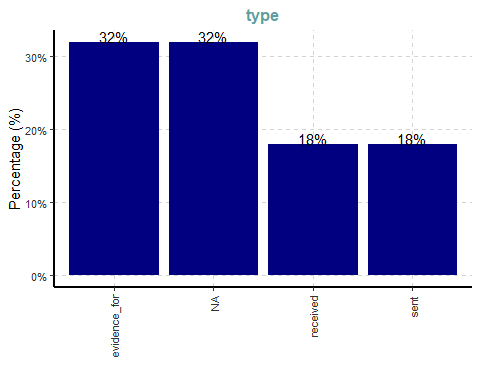 type
Percentage (%)
30%
20%
10%
0%
32%
32%
18%
18%
evidence_for
NA
received
sent